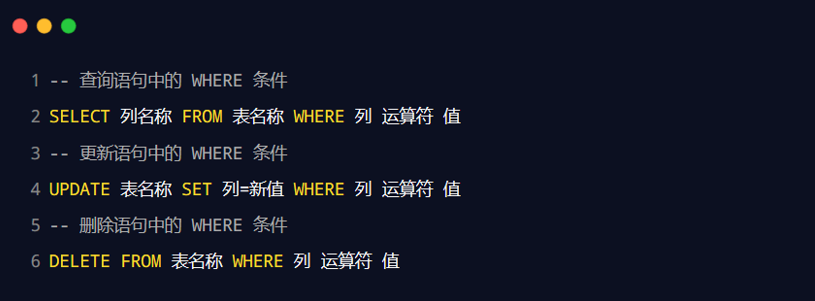 1 -- 查询语句中的 WHERE 条件
2 SELECT 列名称 FROM 表名称 WHERE 列 运算符 值
3 -- 更新语句中的 WHERE 条件
4 UPDATE 表名称 SET 列=新值 WHERE 列 运算符 值
5 -- 删除语句中的 WHERE 条件
6 DELETE FROM 表名称 WHERE 列 运算符 值